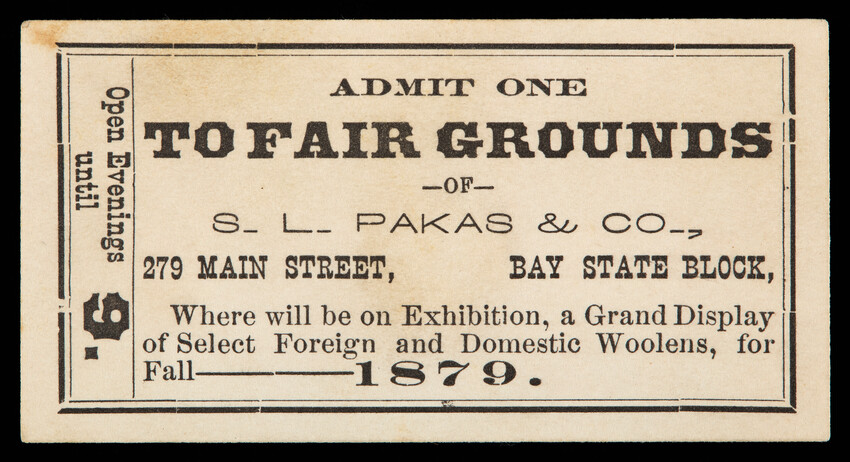 ADMIT ONE
TO FAIR GROUNDS
—OF—
S. L. PAKAS & CO.,
279 MAIN STREET, BAY STATE BLOCK,
Where will be on Exhibition, a Grand Display
of Select Foreign and Domestic Woolens, for
Fall——1879.
Open Evenings
until
9.